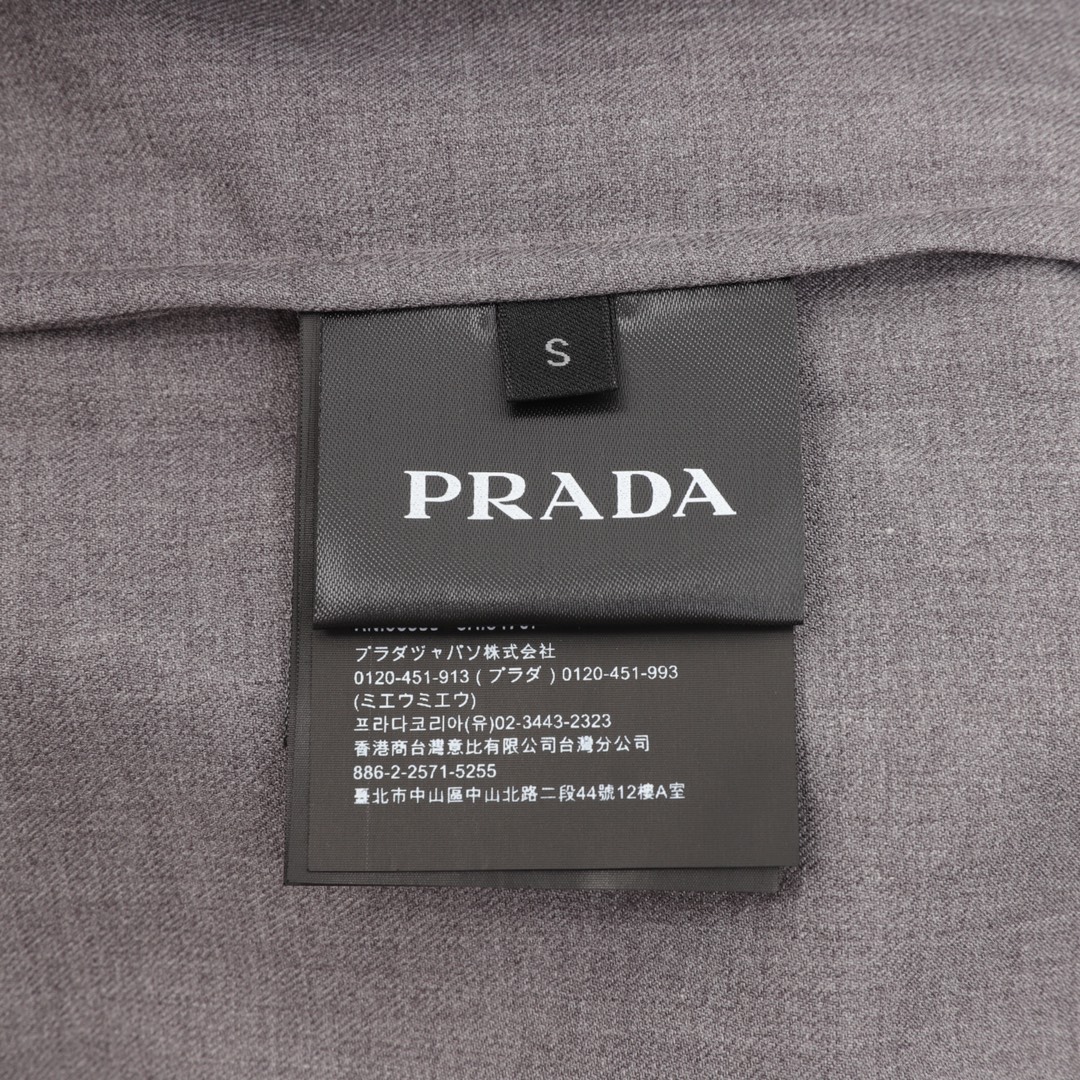 S
PRADA
プラダヅャバソ株式会社
0120-451-913 ( プラダ ) 0120-451-993
(ミエウミエウ)
프라다코리아(유)02-3443-2323
香港商台灣意比有限公司台灣分公司
886-2-2571-5255
臺北市中山區中山北路二段44號12樓A室